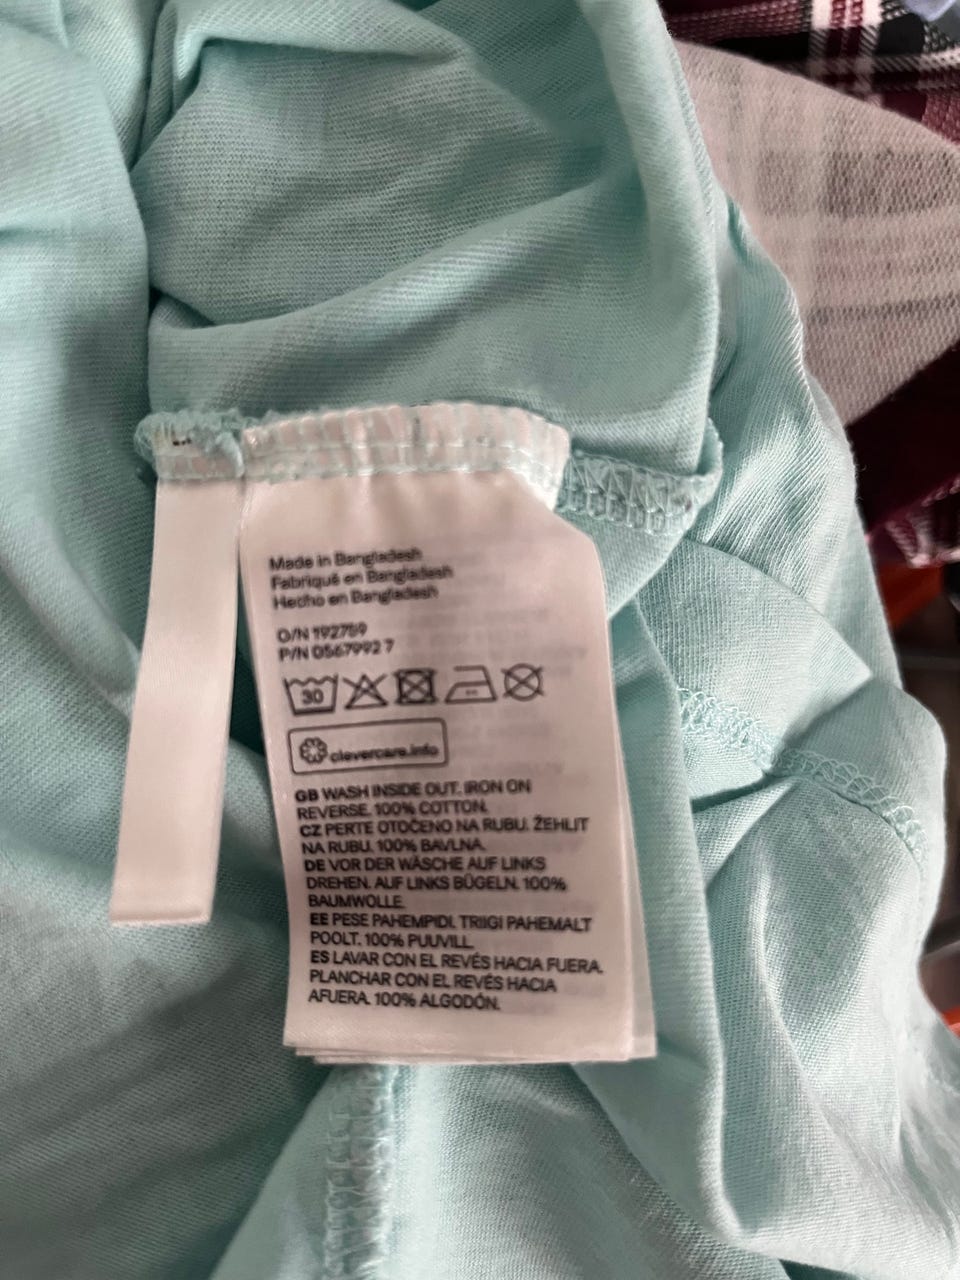 Made in Bangladesh
Fabriqué en Bangladesh
Hecho en Bangladesh
O/N 192759
P/N 0567992 7
30
clevercare.info
GB WASH INSIDE OUT. IRON ON
REVERSE. 100% COTTON.
CZ PERTE OTOČENO NA RUBU. ŽEHLIT
NA RUBU. 100% BAVLNA.
DE VOR DER WÄSCHE AUF LINKS
DREHEN. AUF LINKS BÜGELN. 100%
BAUMWOLLE.
EE PESE PAHEMPIDI. TRIIGI PAHEMALT
POOLT. 100% PUUVILL.
ES LAVAR CON EL REVÉS HACIA FUERA.
PLANCHAR CON EL REVÉS HACIA
AFUERA. 100% ALGODÓN.